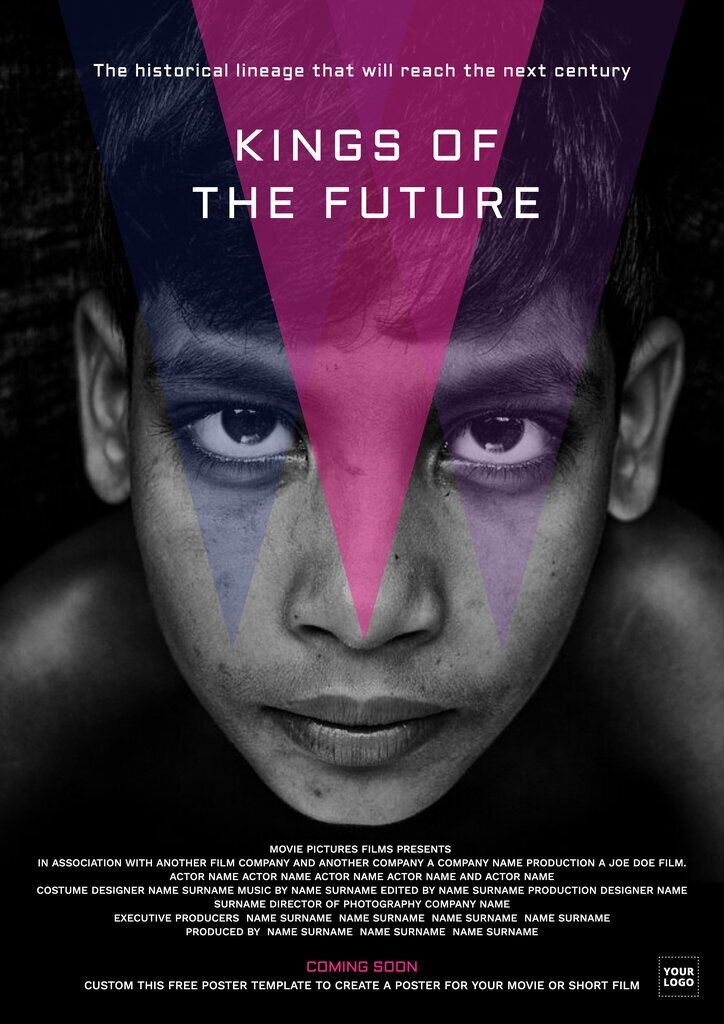 The historical lineage that will reach the next century
KINGS OF
THE FUTURE
MOVIE PICTURES FILMS PRESENTS
IN ASSOCIATION WITH ANOTHER FILM COMPANY AND ANOTHER COMPANY A COMPANY NAME PRODUCTION A JOE DOE FILM.
ACTOR NAME ACTOR NAME ACTOR NAME ACTOR NAME AND ACTOR NAME
COSTUME DESIGNER NAME SURNAME MUSIC BY NAME SURNAME EDITED BY NAME SURNAME PRODUCTION DESIGNER NAME
SURNAME DIRECTOR OF PHOTOGRAPHY COMPANY NAME
EXECUTIVE PRODUCERS NAME SURNAME NAME SURNAME NAME SURNAME NAME SURNAME
PRODUCED BY NAME SURNAME NAME SURNAME NAME SURNAME
COMING SOON
CUSTOM THIS FREE POSTER TEMPLATE TO CREATE A POSTER FOR YOUR MOVIE OR SHORT FILM
YOUR
LOGO